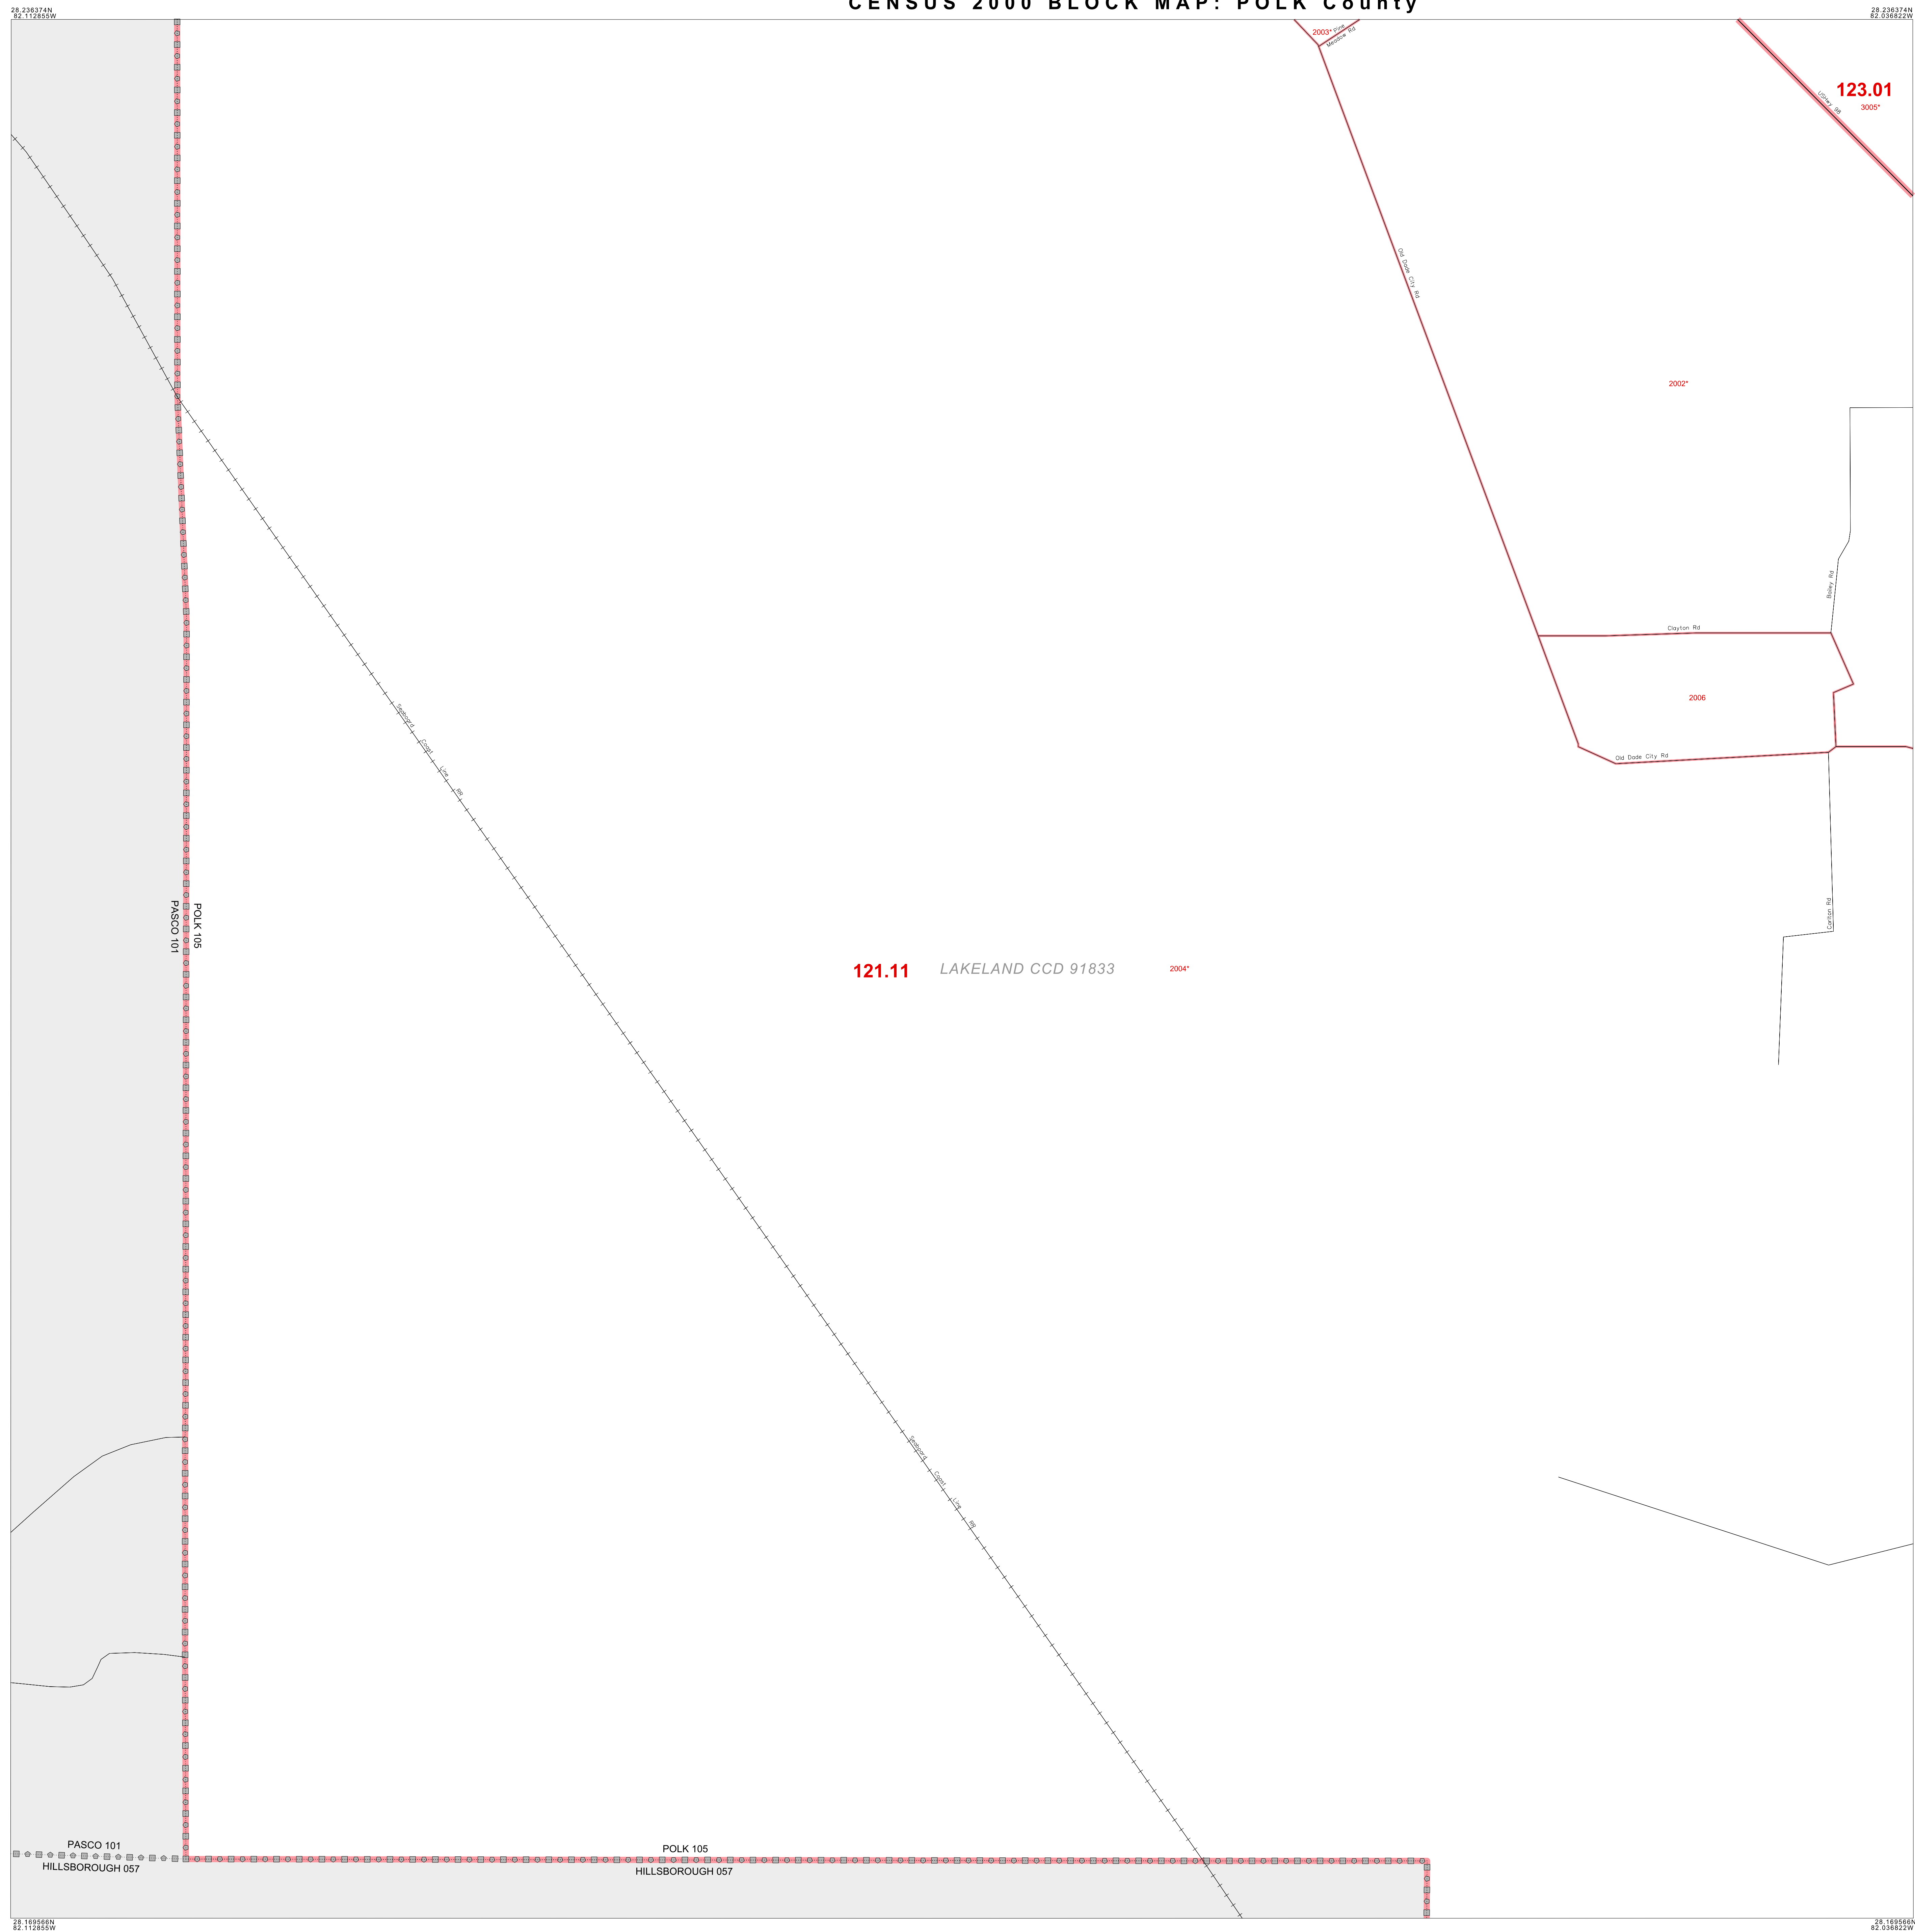 CENSUS 2000 BLOCK MAP: POLK County
28.236374N
82.112855W
28.236374N
82.036822W
2003*
Pine
Meadow Rd
USHwy 98
123.01
3005*
Old Dade City Rd
2002*
Bailey Rd
Clayton Rd
2006
Old Dade City Rd
Seaboard Coast Line RR
POLK 105
PASCO 101
Carlton Rd
121.11 LAKELAND CCD 91833 2004*
Seaboard Coast Line RR
PASCO 101
HILLSBOROUGH 057
POLK 105
HILLSBOROUGH 057
28.169566N
82.112855W
28.169566N
82.036822W